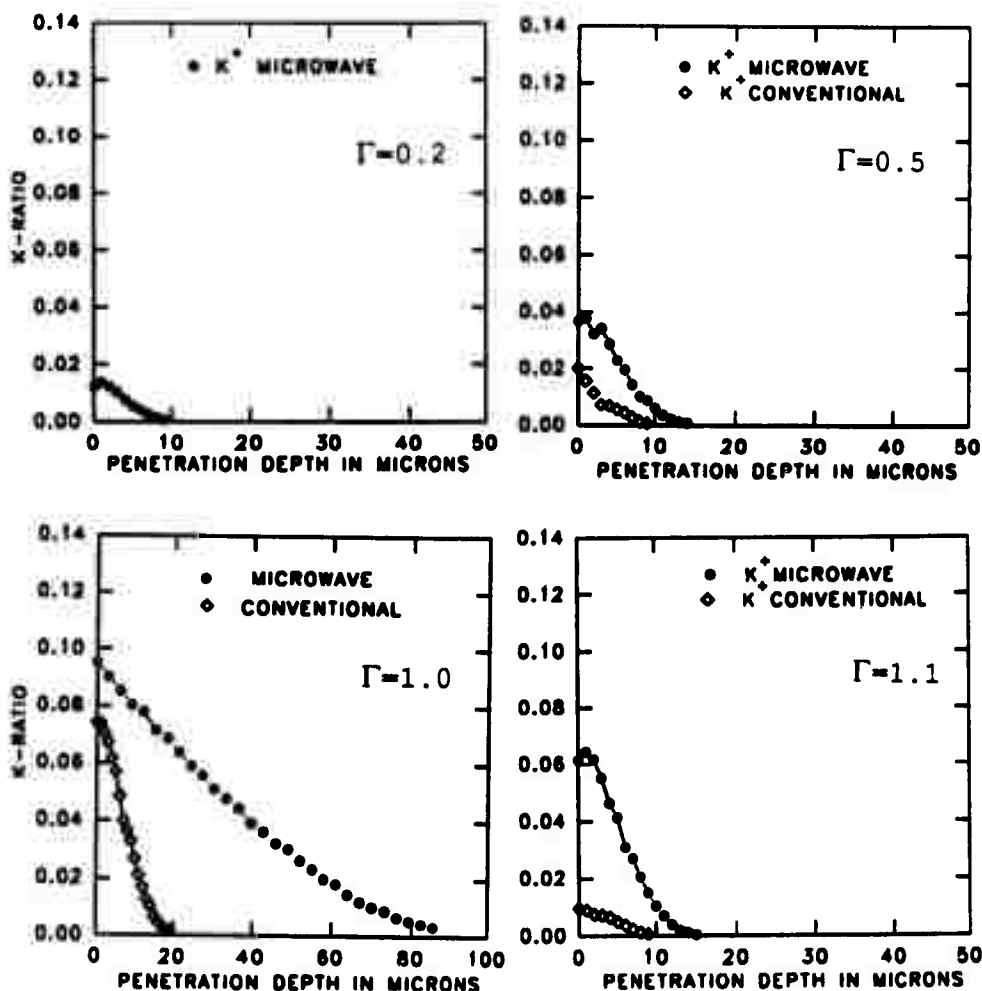 0.14
0.12
0.10
0.08
0.06
0.04
0.02
0.00
K-RATIO
● K+ MICROWAVE
Γ=0.2
0 10 20 30 40 50
PENETRATION DEPTH IN MICRONS
0.14
0.12
0.10
0.08
0.06
0.04
0.02
0.00
● K+ MICROWAVE
◇ K+ CONVENTIONAL
Γ=0.5
0 10 20 30 40 50
PENETRATION DEPTH IN MICRONS
0.14
0.12
0.10
0.08
0.06
0.04
0.02
0.00
K-RATIO
● MICROWAVE
◇ CONVENTIONAL
Γ=1.0
0 20 40 60 80 100
PENETRATION DEPTH IN MICRONS
0.14
0.12
0.10
0.08
0.06
0.04
0.02
0.00
● K+ MICROWAVE
◇ K+ CONVENTIONAL
Γ=1.1
0 10 20 30 40 50
PENETRATION DEPTH IN MICRONS